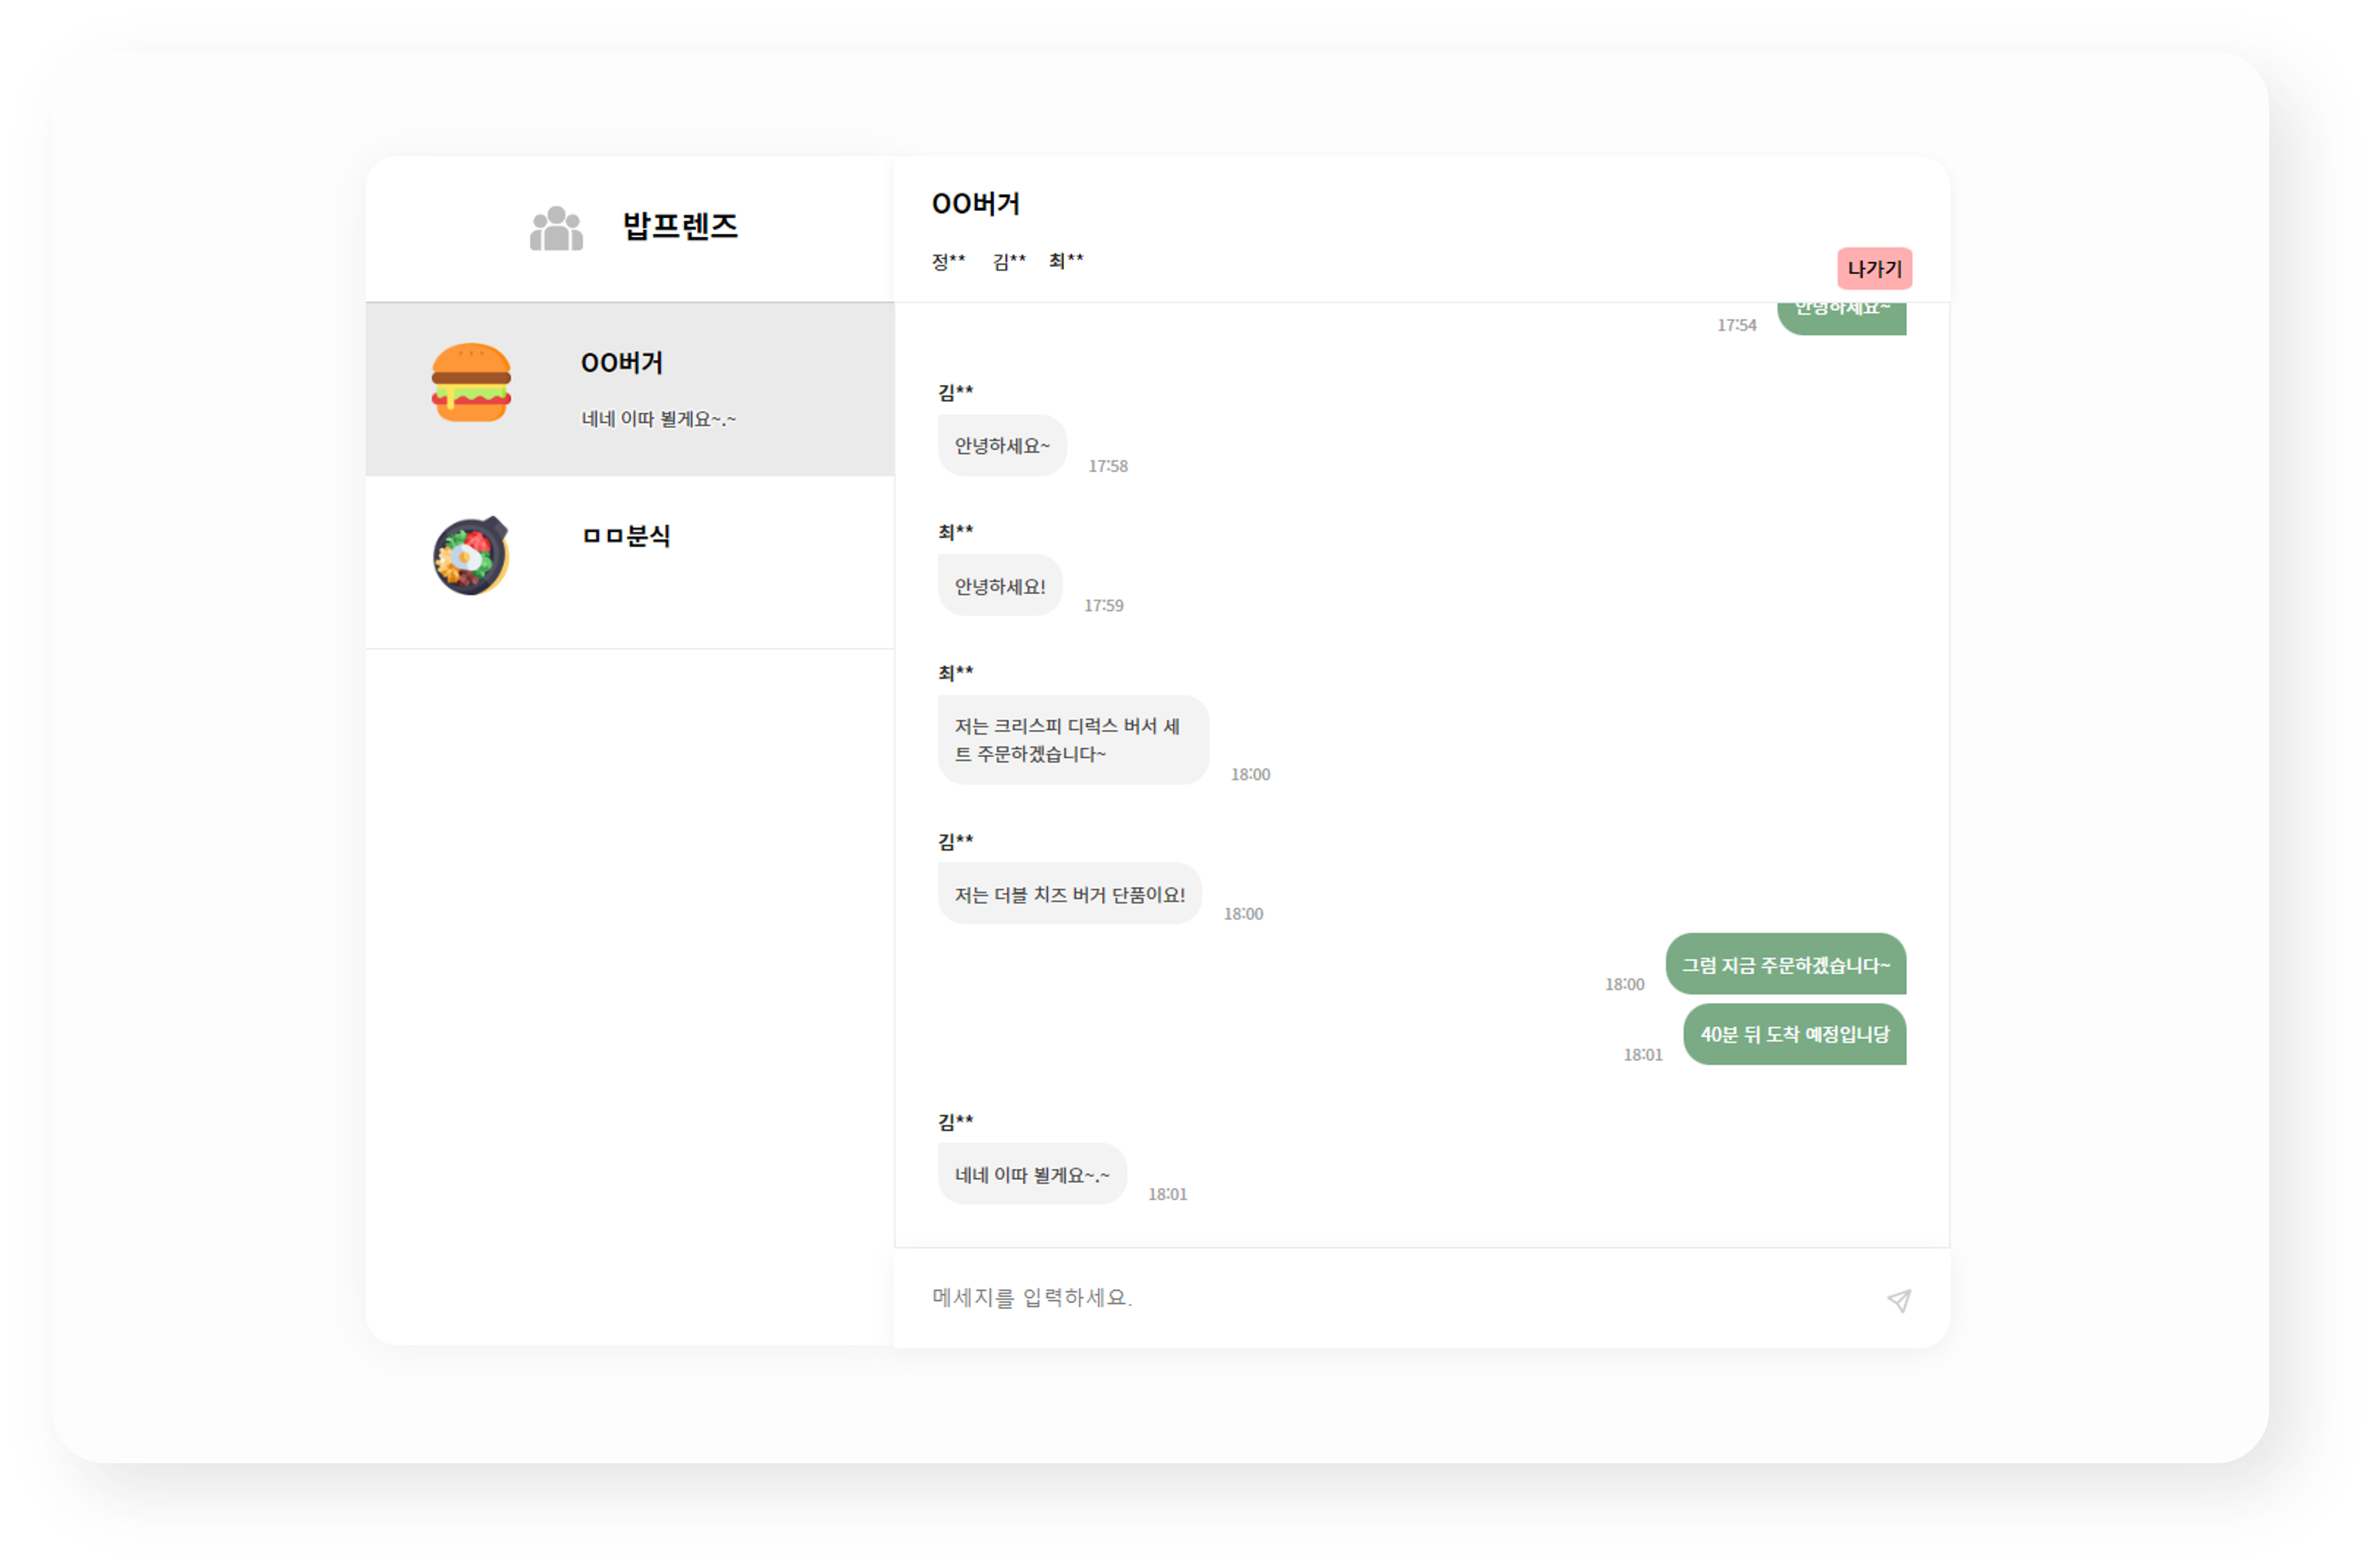 밥프렌즈
OO버거
네네 이따 뵐게요~.~
ㅁㅁ분식
OO버거
정** 김** 최**
나가기
안녕하세요~
17:54
김**
안녕하세요~
17:58
최**
안녕하세요!
17:59
최**
저는 크리스피 디럭스 버서 세
트 주문하겠습니다~
18:00
김**
저는 더블 치즈 버거 단품이요!
18:00
그럼 지금 주문하겠습니다~
18:00
40분 뒤 도착 예정입니당
18:01
김**
네네 이따 뵐게요~.~
18:01
메세지를 입력하세요.